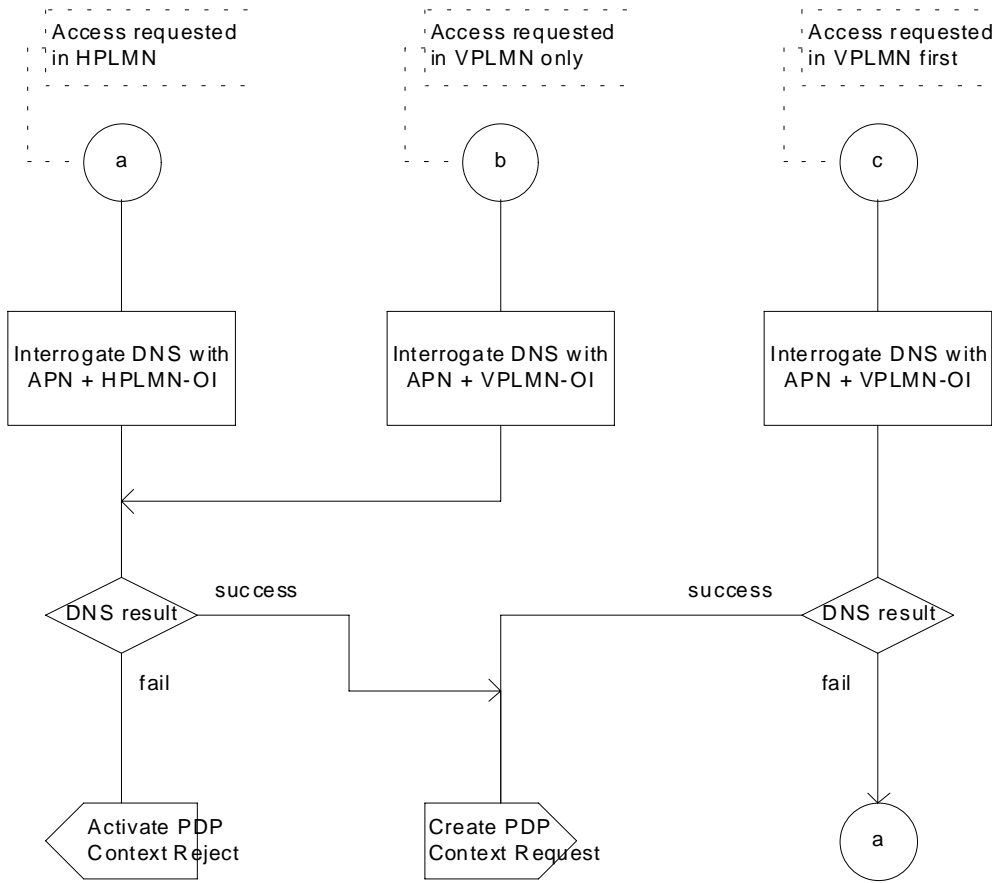 Access requested
in HPLMN
Access requested
in VPLMN only
Access requested
in VPLMN first
a
b
c
Interrogate DNS with
APN + HPLMN-OI
Interrogate DNS with
APN + VPLMN-OI
Interrogate DNS with
APN + VPLMN-OI
success
success
DNS result
DNS result
fail
fail
Activate PDP
Context Reject
Create PDP
Context Request
a